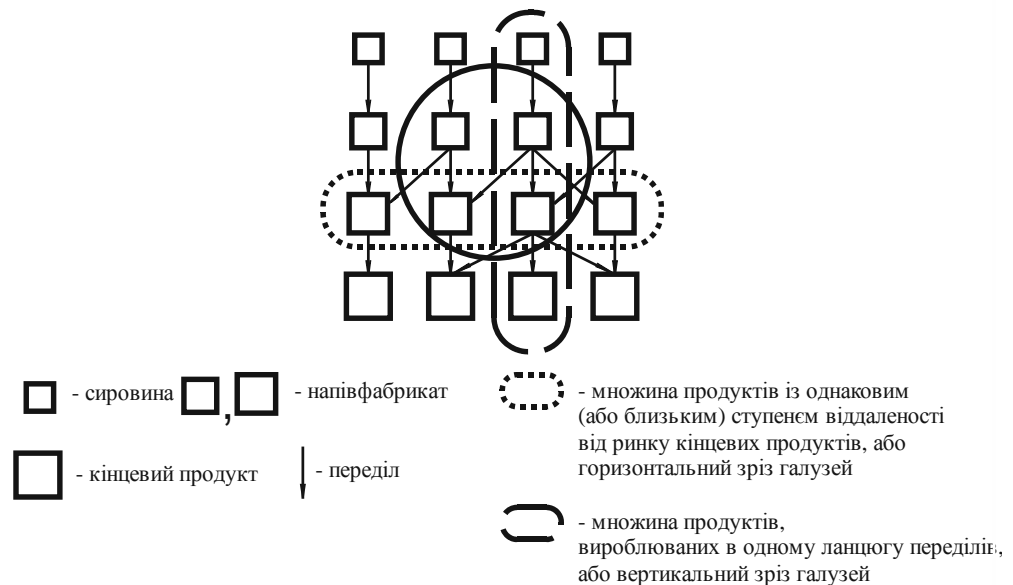 - сировина
,
- напівфабрикат
- кінцевий продукт
- переділ
- множина продуктів із однаковим
(або близьким) ступенєм віддаленості
від ринку кінцевих продуктів, або
горизонтальний зріз галузей
- множина продуктів,
вироблюваних в одному ланцюгу переділів,
або вертикальний зріз галузей